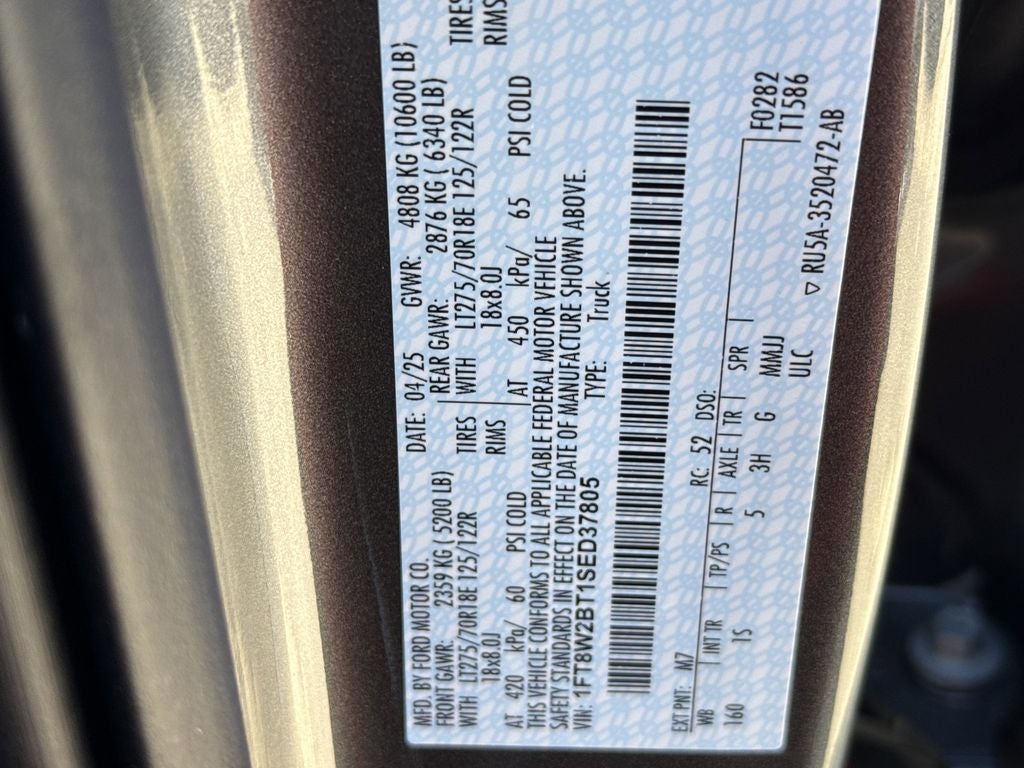 MFD. BY FORD MOTOR CO. DATE: 04/25 GVWR: 4808 KG (10600 LB)
FRONT GAWR: 2359 KG ( 5200 LB) REAR GAWR: 2876 KG ( 6340 LB)
WITH LT275/70R18E 125/122R TIRES WITH LT275/70R18E 125/122R TIRES
18x8.0J RIMS 18x8.0J RIMS
AT 420 kPa/ 60 PSI COLD AT 450 kPa/ 65 PSI COLD
THIS VEHICLE CONFORMS TO ALL APPLICABLE FEDERAL MOTOR VEHICLE
SAFETY STANDARDS IN EFFECT ON THE DATE OF MANUFACTURE SHOWN ABOVE.
VIN: 1FT8W2BT1SED37805 TYPE: Truck
EXT PNT: M7 RC: 52 DSO:
WB INT TR TP/PS R AXLE TR SPR F0282
160 1S 5 3H G MMJJ T1586
ULC
▽ RU5A-3520472-AB